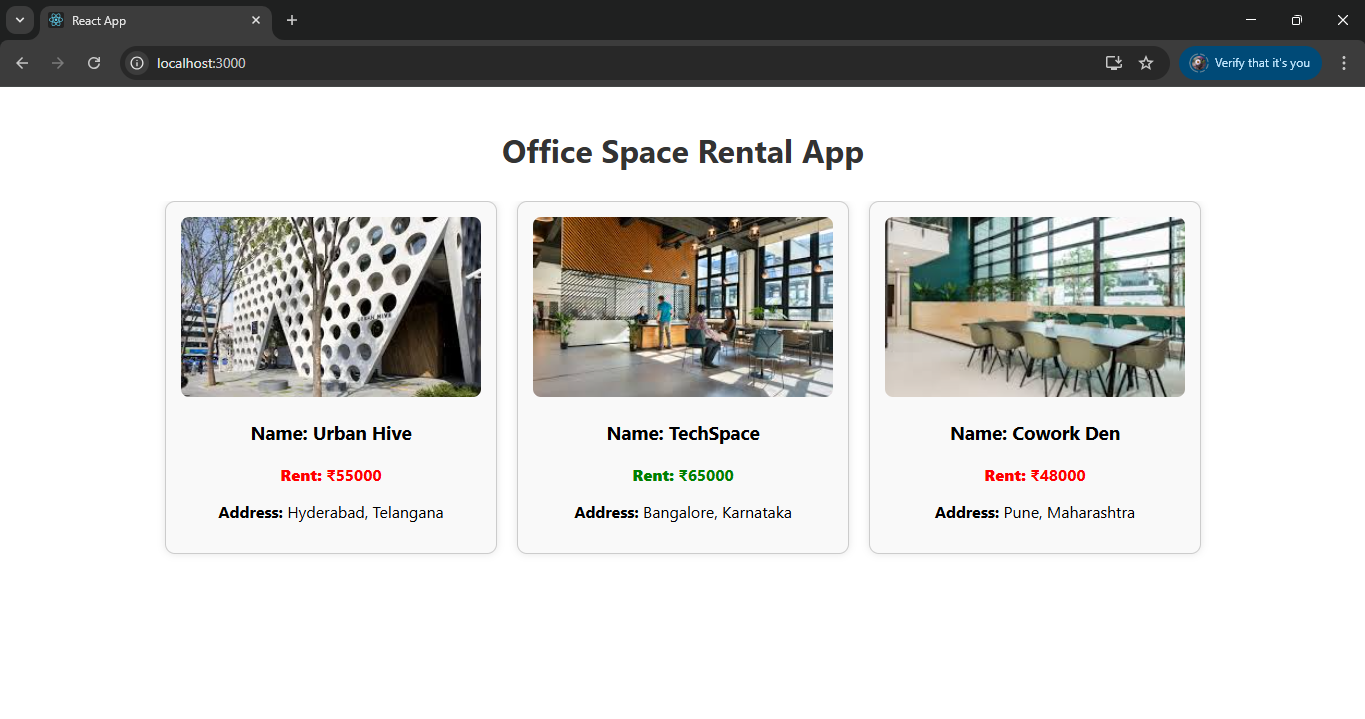 React App
localhost:3000
Verify that it's you
Office Space Rental App
URBAN HIVE
Name: Urban Hive
Rent: ₹55000
Address: Hyderabad, Telangana
Name: TechSpace
Rent: ₹65000
Address: Bangalore, Karnataka
Name: Cowork Den
Rent: ₹48000
Address: Pune, Maharashtra